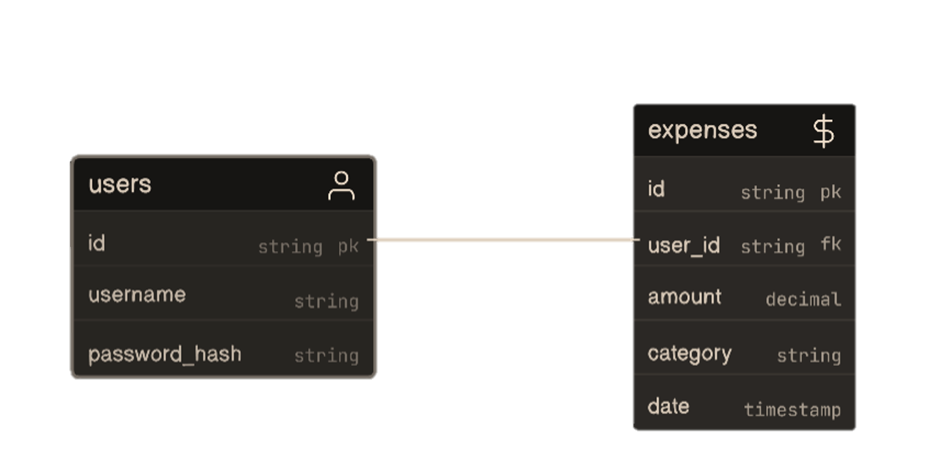 users
id string pk
username string
password_hash string
expenses $
id string pk
user_id string fk
amount decimal
category string
date timestamp